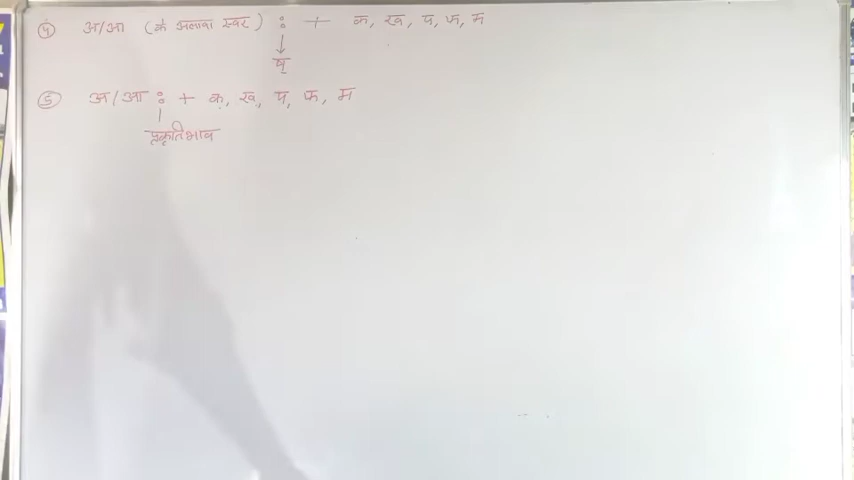 ④ अ/आ (के अलावा स्वर) : + क, ख, प, फ, म
↓
ष्
⑤ अ/आ : + क, ख, प, फ, म
प्रकृतिभाव